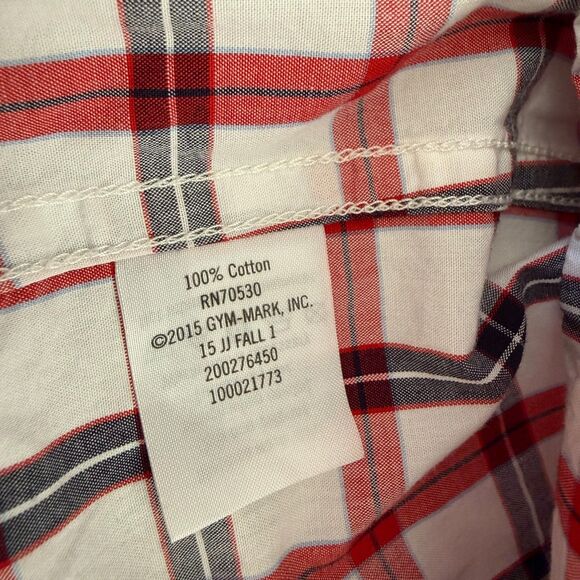 100% Cotton
RN70530
©2015 GYM-MARK, INC.
15 JJ FALL 1
200276450
100021773